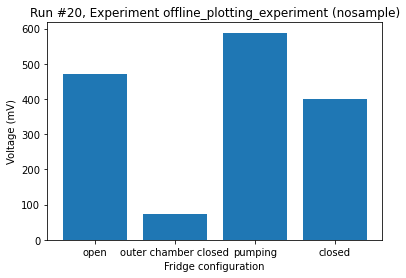 Run #20, Experiment offline_plotting_experiment (nosample)
600
500
400
300
200
100
0
Voltage (mV)
open outer chamber closed pumping closed
Fridge configuration